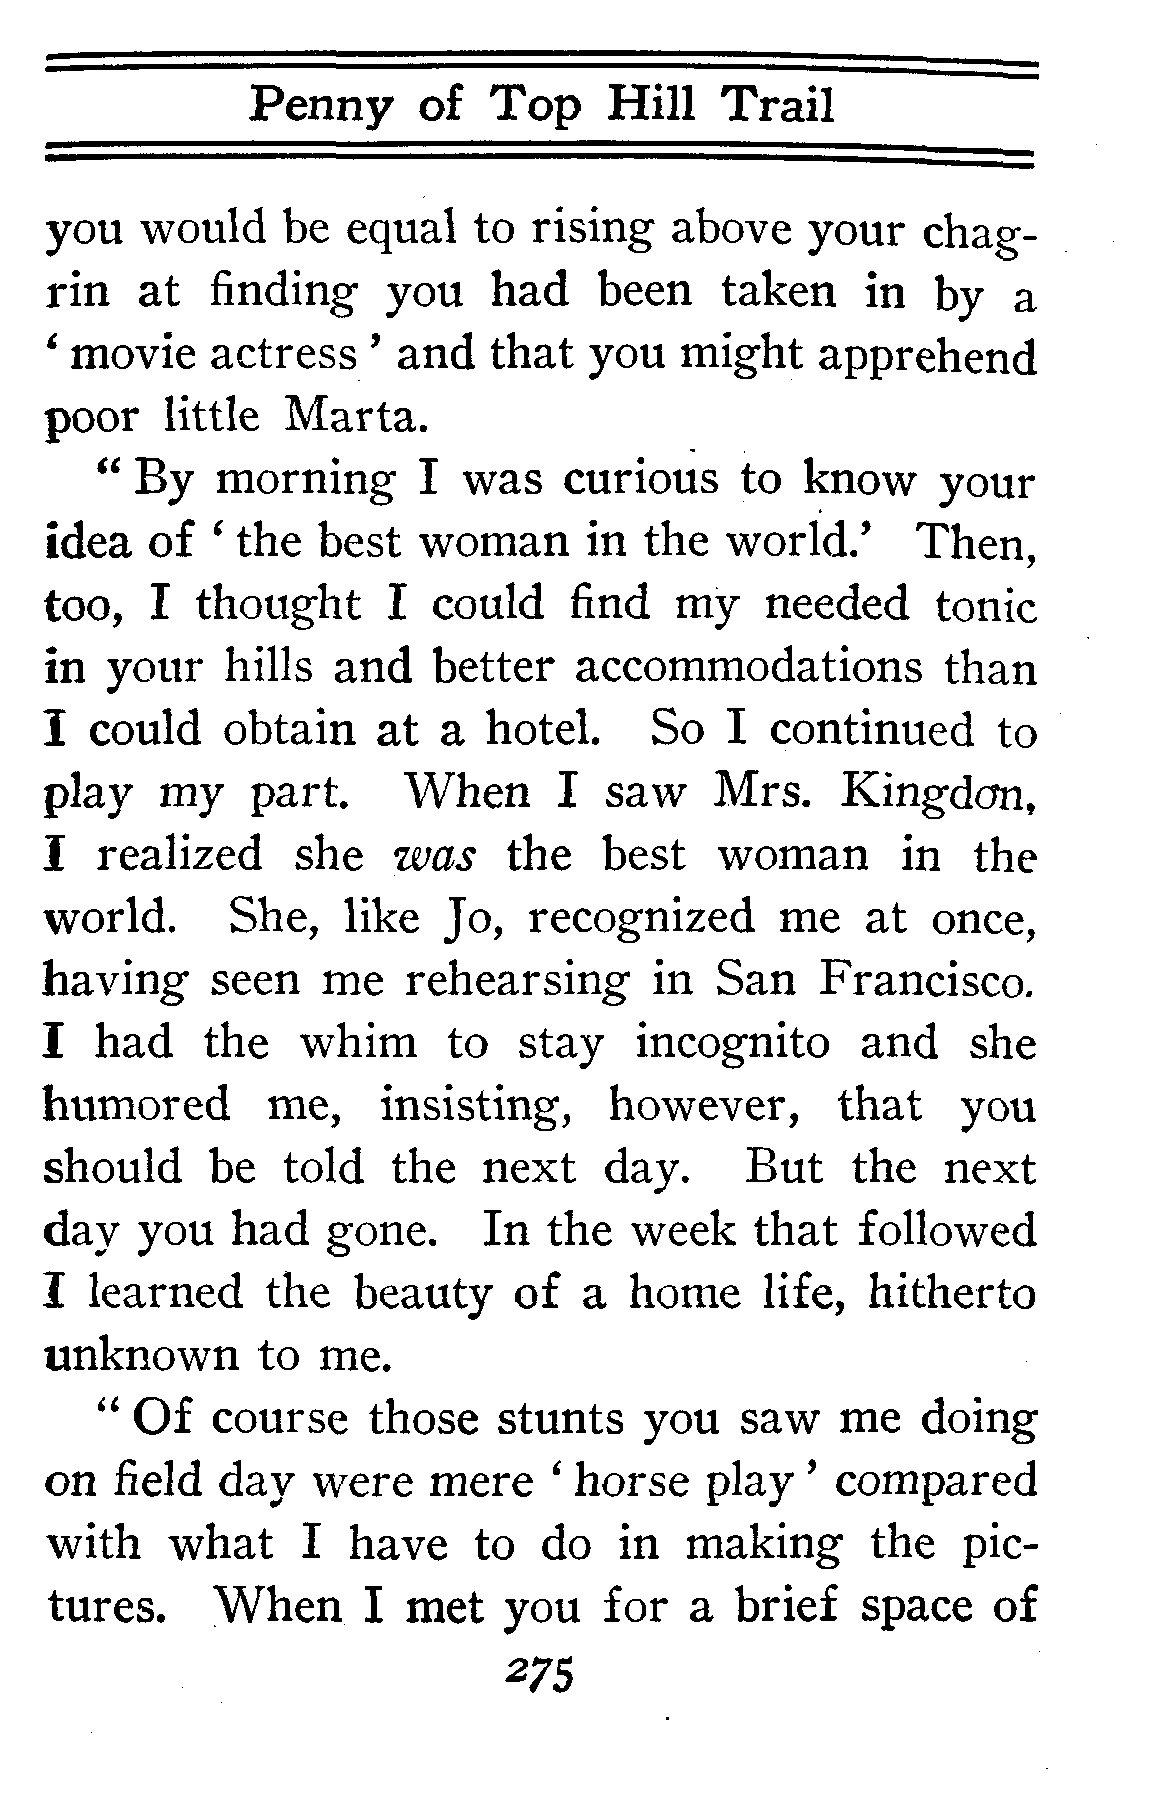 Penny of Top Hill Trail
you would be equal to rising above your chag-
rin at finding you had been taken in by a
‘ movie actress ’ and that you might apprehend
poor little Marta.
“ By morning I was curious to know your
idea of ‘ the best woman in the world.’ Then,
too, I thought I could find my needed tonic
in your hills and better accommodations than
I could obtain at a hotel. So I continued to
play my part. When I saw Mrs. Kingdon,
I realized she was the best woman in the
world. She, like Jo, recognized me at once,
having seen me rehearsing in San Francisco.
I had the whim to stay incognito and she
humored me, insisting, however, that you
should be told the next day. But the next
day you had gone. In the week that followed
I learned the beauty of a home life, hitherto
unknown to me.
“ Of course those stunts you saw me doing
on field day were mere ‘ horse play ’ compared
with what I have to do in making the pic-
tures. When I met you for a brief space of
275